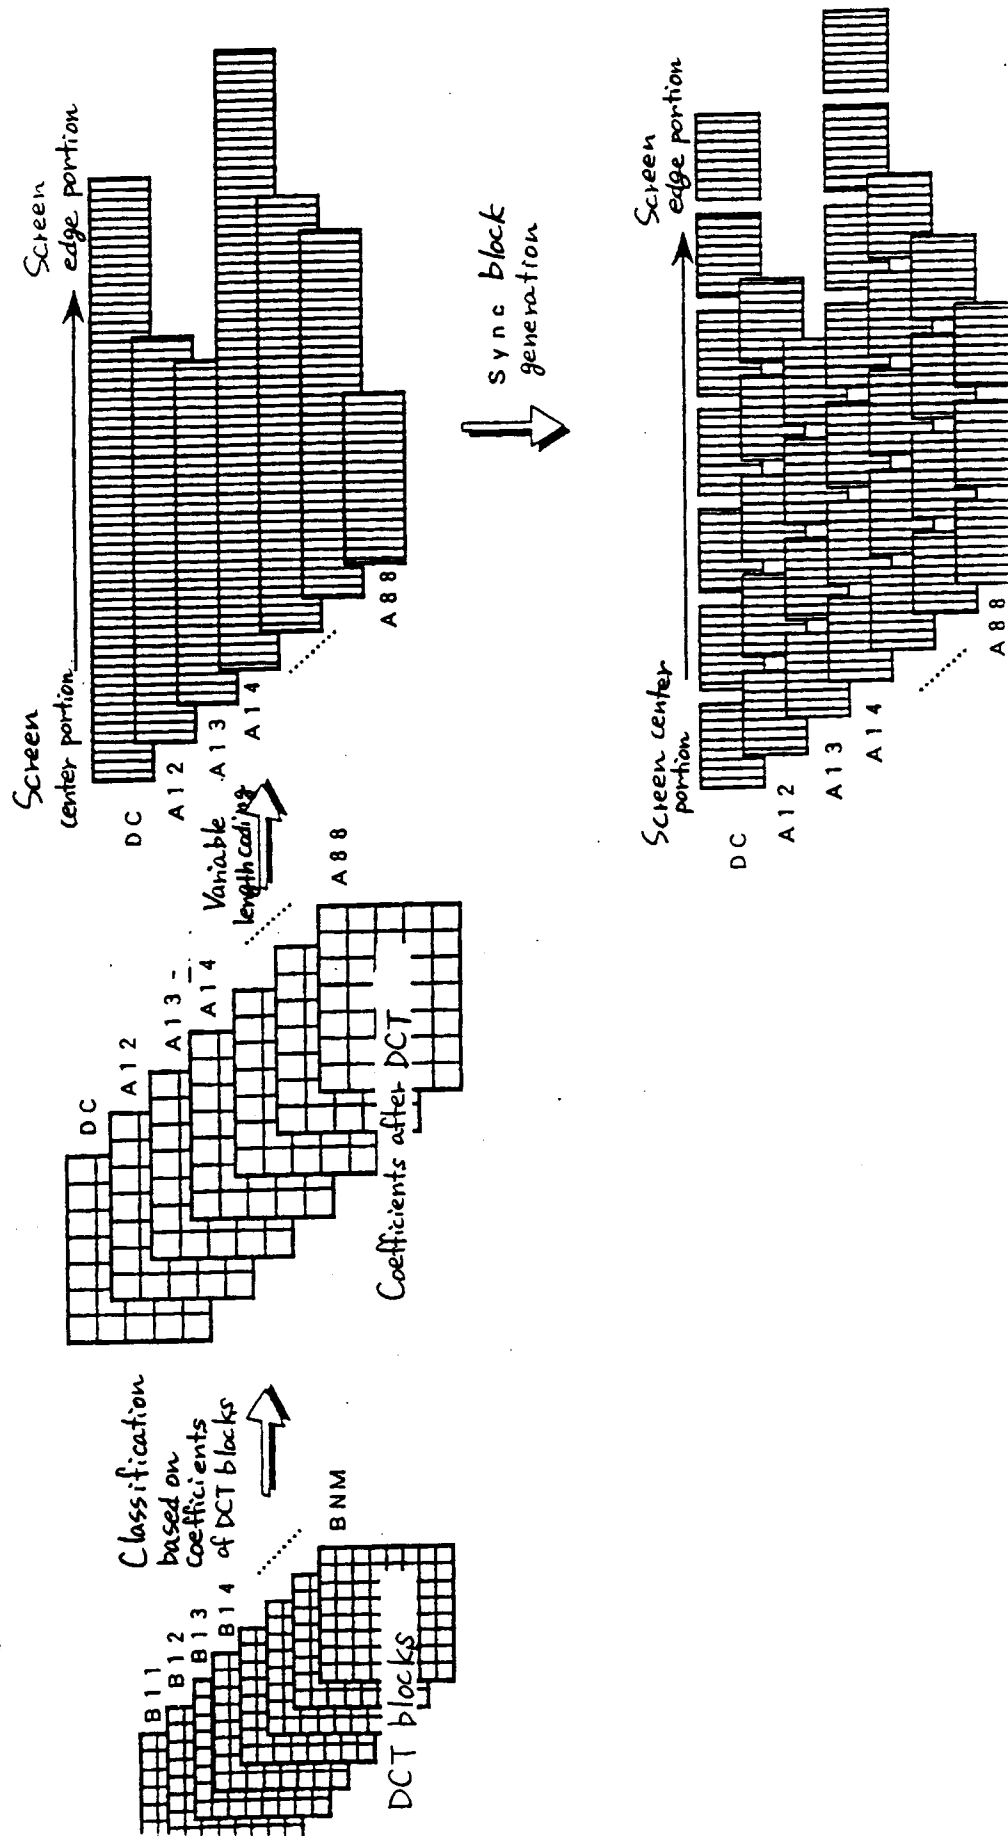 B11
B12
B13
B14
BNM
DCT blocks
Classification
based on
coefficients
of DCT blocks
DC
A12
A13
A14
A88
Coefficients after DCT
Variable
length coding
Screen
center portion
Screen
edge portion
DC
A12
A13
A14
A88
sync block
generation
Screen center
portion
Screen
edge portion
DC
A12
A13
A14
A88